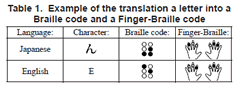 Table 1. Example of the translation a letter into a
Braille code and a Finger-Braille code
Language: Character: Braille code: Finger-Braille:
Japanese ん
English E